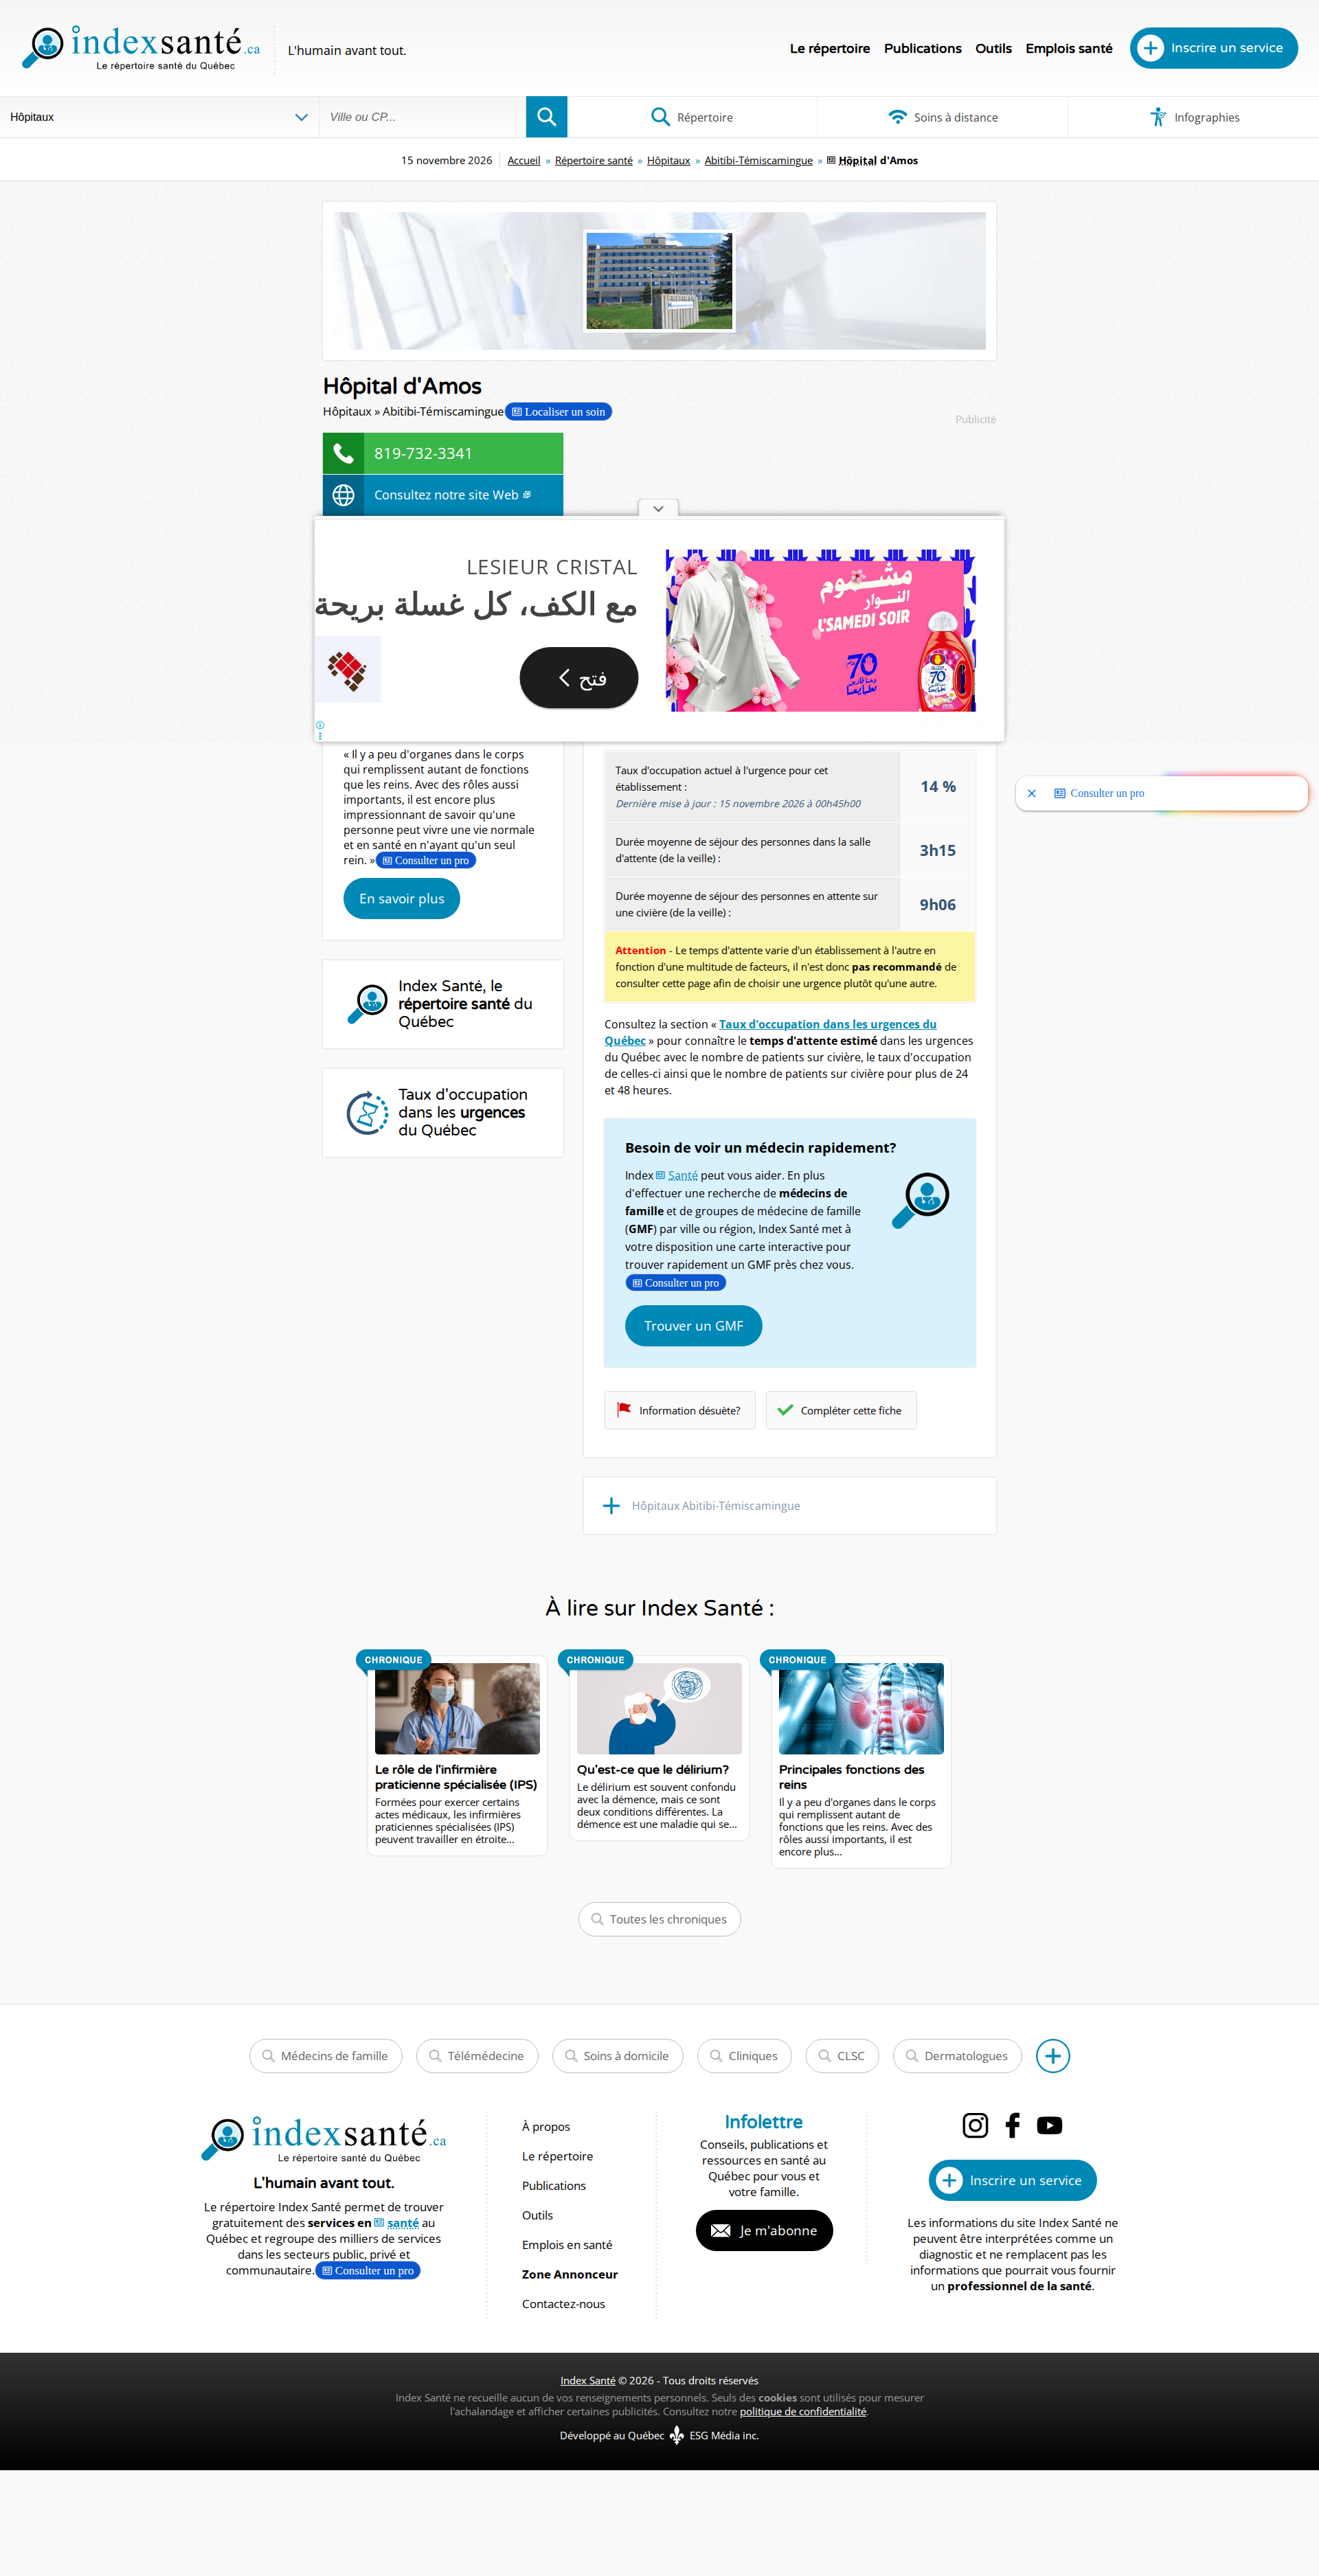 indexsanté.ca
Le répertoire santé du Québec
L'humain avant tout.
Le répertoire
Publications
Outils
Emplois santé
Inscrire un service
Hôpitaux
Ville ou CP...
Répertoire
Soins à distance
Infographies
15 novembre 2026
Accueil » Répertoire santé » Hôpitaux » Abitibi-Témiscamingue » Hôpital d'Amos
Hôpital d'Amos
Hôpitaux » Abitibi-Témiscamingue Localiser un soin
Publicité
819-732-3341
Consultez notre site Web
LESIEUR CRISTAL
مع الكف، كل غسلة بريحة
فتح
مشموم
النوار
L'SAMEDI SOIR
70
70
« Il y a peu d'organes dans le corps
qui remplissent autant de fonctions
que les reins. Avec des rôles aussi
importants, il est encore plus
impressionnant de savoir qu'une
personne peut vivre une vie normale
et en santé en n'ayant qu'un seul
rein. » Consulter un pro
En savoir plus
Index Santé, le
répertoire santé du
Québec
Taux d'occupation
dans les urgences
du Québec
Taux d'occupation actuel à l'urgence pour cet
établissement :
Dernière mise à jour : 15 novembre 2026 à 00h45h00
14 %
Durée moyenne de séjour des personnes dans la salle
d'attente (de la veille) :
3h15
Durée moyenne de séjour des personnes en attente sur
une civière (de la veille) :
9h06
Attention - Le temps d'attente varie d'un établissement à l'autre en
fonction d'une multitude de facteurs, il n'est donc pas recommandé de
consulter cette page afin de choisir une urgence plutôt qu'une autre.
Consulter un pro
Consultez la section « Taux d'occupation dans les urgences du
Québec » pour connaître le temps d'attente estimé dans les urgences
du Québec avec le nombre de patients sur civière, le taux d'occupation
de celles-ci ainsi que le nombre de patients sur civière pour plus de 24
et 48 heures.
Besoin de voir un médecin rapidement?
Index Santé peut vous aider. En plus
d'effectuer une recherche de médecins de
famille et de groupes de médecine de famille
(GMF) par ville ou région, Index Santé met à
votre disposition une carte interactive pour
trouver rapidement un GMF près chez vous.
Consulter un pro
Trouver un GMF
Information désuète?
Compléter cette fiche
Hôpitaux Abitibi-Témiscamingue
À lire sur Index Santé :
CHRONIQUE
Le rôle de l'infirmière
praticienne spécialisée (IPS)
Formées pour exercer certains
actes médicaux, les infirmières
praticiennes spécialisées (IPS)
peuvent travailler en étroite...
CHRONIQUE
Qu'est-ce que le délirium?
Le délirium est souvent confondu
avec la démence, mais ce sont
deux conditions différentes. La
démence est une maladie qui se...
CHRONIQUE
Principales fonctions des
reins
Il y a peu d'organes dans le corps
qui remplissent autant de
fonctions que les reins. Avec des
rôles aussi importants, il est
encore plus...
Toutes les chroniques
Médecins de famille
Télémédecine
Soins à domicile
Cliniques
CLSC
Dermatologues
indexsanté.ca
Le répertoire santé du Québec
L'humain avant tout.
Le répertoire Index Santé permet de trouver
gratuitement des services en santé au
Québec et regroupe des milliers de services
dans les secteurs public, privé et
communautaire. Consulter un pro
À propos
Le répertoire
Publications
Outils
Emplois en santé
Zone Annonceur
Contactez-nous
Infolettre
Conseils, publications et
ressources en santé au
Québec pour vous et
votre famille.
Je m'abonne
Inscrire un service
Les informations du site Index Santé ne
peuvent être interprétées comme un
diagnostic et ne remplacent pas les
informations que pourrait vous fournir
un professionnel de la santé.
Index Santé © 2026 - Tous droits réservés
Index Santé ne recueille aucun de vos renseignements personnels. Seuls des cookies sont utilisés pour mesurer
l'achalandage et afficher certaines publicités. Consultez notre politique de confidentialité.
Développé au Québec ESG Média inc.